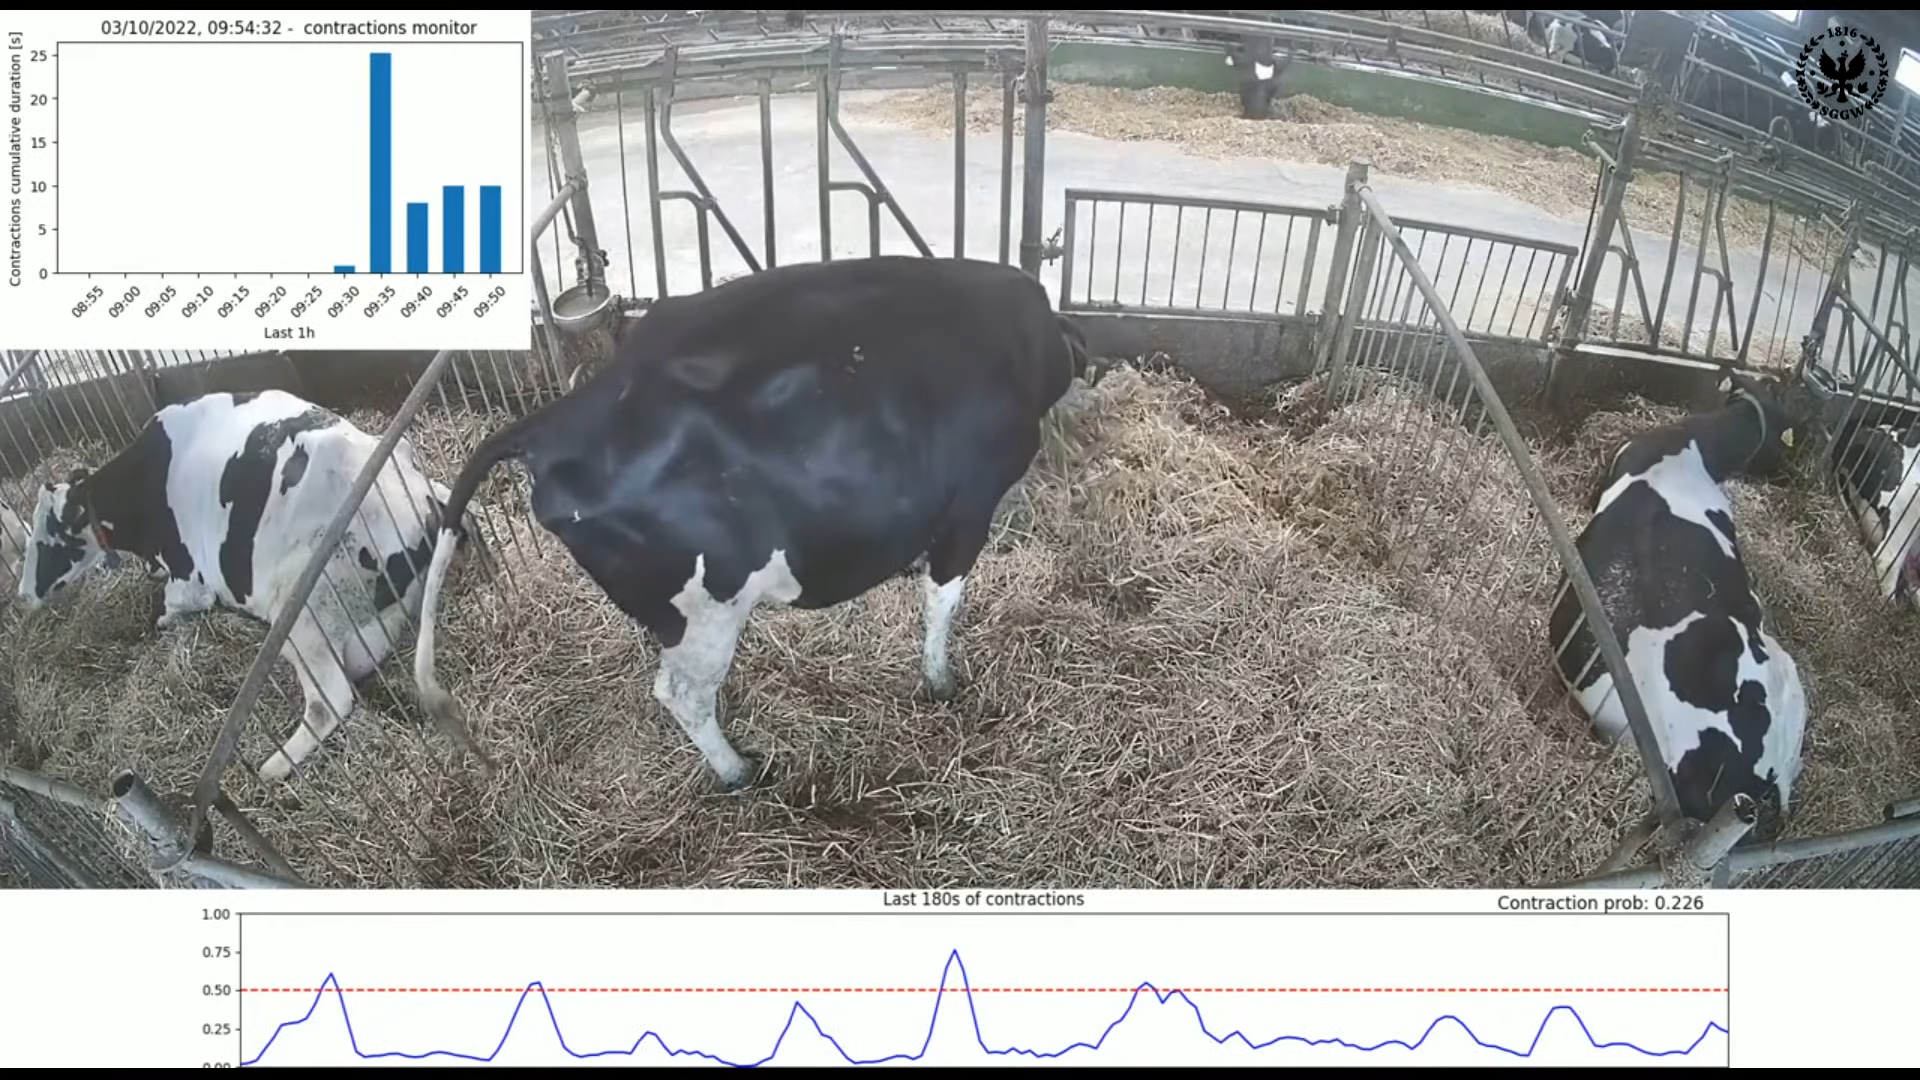 03/10/2022, 09:54:32 - contractions monitor
Contractions cumulative duration [s]
25
20
15
10
5
0
08:55 09:00 09:05 09:10 09:15 09:20 09:25 09:30 09:35 09:40 09:45 09:50
Last 1h
1816
SGGW
Last 180s of contractions
Contraction prob: 0.226
1.00
0.75
0.50
0.25
0.00